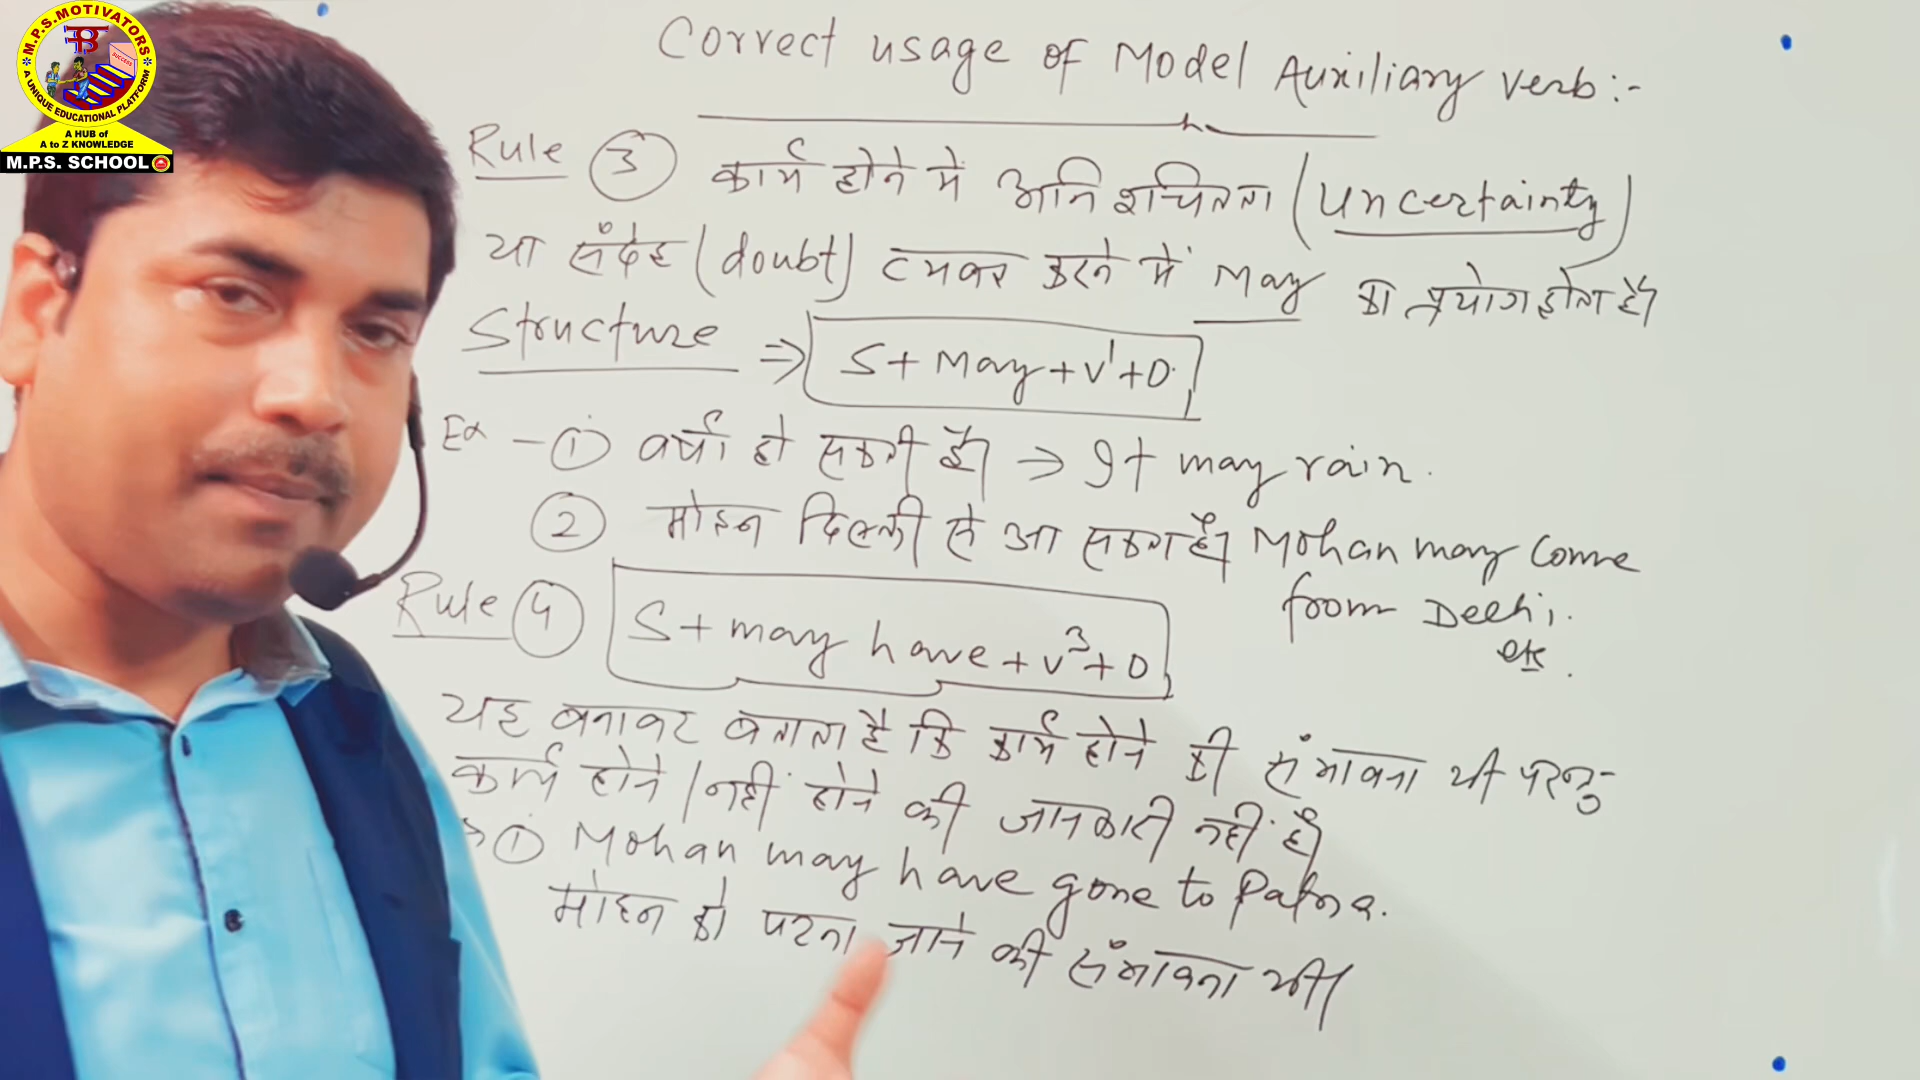 M.P.S.MOTIVATORS
SUCCESS
A UNIQUE EDUCATIONAL PLATFORM
A HUB of
A to Z KNOWLEDGE
M.P.S. SCHOOL
Correct usage of Model Auxiliary Verb:-
Rule ③ कार्य होने में अनिश्चितता (Uncertainty)
या संदेह (doubt) व्यक्त करने में May का प्रयोग होता है।
Structure ⇒ S + May + V¹ + O.
Ex - ① वर्षा हो सकती है। ⇒ It may rain.
② मोहन दिल्ली से आ सकता है। Mohan may come
from Delhi.
etc.
Rule ④ S + may have + V³ + O
यह बनावट बताता है कि कार्य होने की संभावना थी परन्तु
कार्य होने / नहीं होने की जानकारी नहीं है।
① Mohan may have gone to Patna.
मोहन को पटना जाने की संभावना थी।